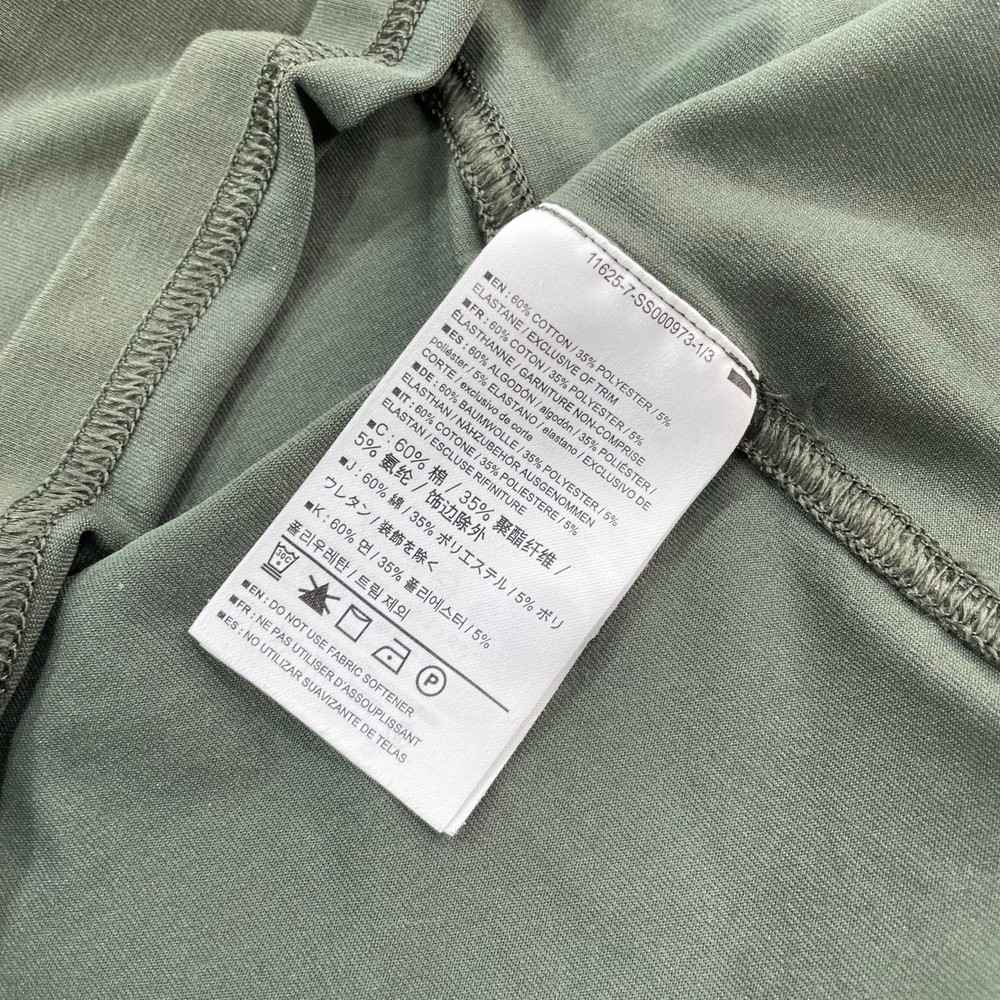 11625-7-SS000973-1/3
■EN : 60% COTTON / 35% POLYESTER / 5%
ELASTANE / EXCLUSIVE OF TRIM
■FR : 60% COTON / 35% POLYESTER / 5%
ÉLASTHANNE / GARNITURE NON-COMPRISE
■ES : 60% ALGODÓN / algodón / 35% POLIÉSTER /
poliéster / 5% ELASTANO / elastano / EXCLUSIVO DE
CORTE / exclusivo de corte
■DE : 60% BAUMWOLLE / 35% POLYESTER / 5%
ELASTHAN / NÄHZUBEHÖR AUSGENOMMEN
■IT : 60% COTONE / 35% POLIESTERE / 5%
ELASTAN / ESCLUSE RIFINITURE
■C : 60% 棉 / 35% 聚酯纤维 /
5% 氨纶 / 饰边除外
■J : 60% 綿 / 35% ポリエステル / 5% ポリ
ウレタン / 装飾を除く
■K : 60% 면 / 35% 폴리에스터 / 5%
폴리우레탄 / 트림 제외
30C P
■EN : DO NOT USE FABRIC SOFTENER
■FR : NE PAS UTILISER D'ASSOUPLISSANT
■ES : NO UTILIZAR SUAVIZANTE DE TELAS